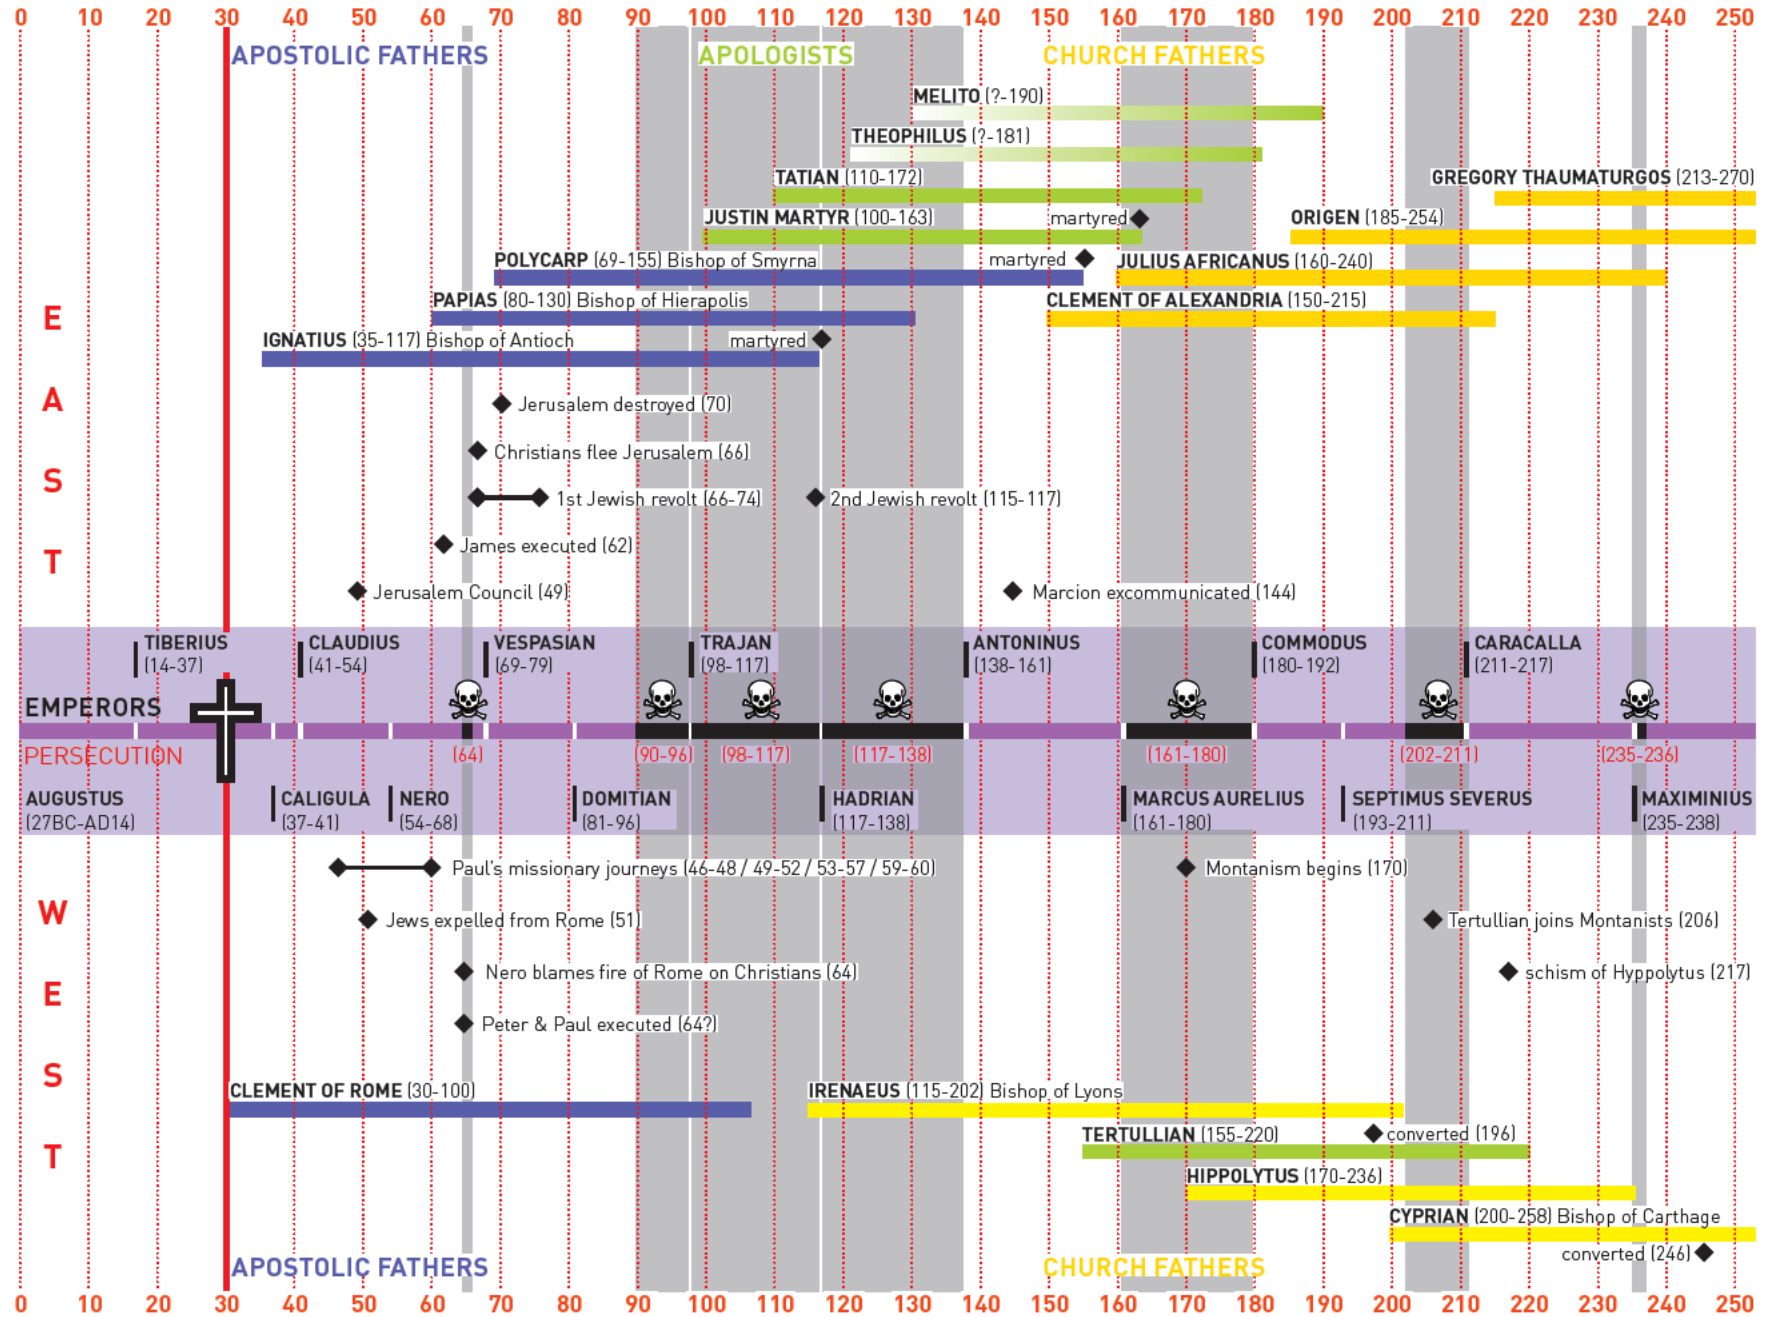 0 10 20 30 40 50 60 70 80 90 100 110 120 130 140 150 160 170 180 190 200 210 220 230 240 250
APOSTOLIC FATHERS
APOLOGISTS
CHURCH FATHERS
MELITO (?-190)
THEOPHILUS (?-181)
TATIAN (110-172)
GREGORY THAUMATURGOS (213-270)
JUSTIN MARTYR (100-163)
martyred
ORIGEN (185-254)
POLYCARP (69-155) Bishop of Smyrna
martyred
JULIUS AFRICANUS (160-240)
PAPIAS (80-130) Bishop of Hierapolis
CLEMENT OF ALEXANDRIA (150-215)
IGNATIUS (35-117) Bishop of Antioch
martyred
EAST
Jerusalem destroyed (70)
Christians flee Jerusalem (66)
1st Jewish revolt (66-74)
2nd Jewish revolt (115-117)
James executed (62)
Jerusalem Council (49)
Marcion excommunicated (144)
TIBERIUS
(14-37)
CLAUDIUS
(41-54)
VESPASIAN
(69-79)
TRAJAN
(98-117)
ANTONINUS
(138-161)
COMMODUS
(180-192)
CARACALLA
(211-217)
EMPERORS
PERSECUTION
(64)
(90-96)
(98-117)
(117-138)
(161-180)
(202-211)
(235-236)
AUGUSTUS
(27BC-AD14)
CALIGULA
(37-41)
NERO
(54-68)
DOMITIAN
(81-96)
HADRIAN
(117-138)
MARCUS AURELIUS
(161-180)
SEPTIMUS SEVERUS
(193-211)
MAXIMINIUS
(235-238)
WEST
Paul's missionary journeys (46-48 / 49-52 / 53-57 / 59-60)
Montanism begins (170)
Jews expelled from Rome (51)
Tertullian joins Montanists (206)
Nero blames fire of Rome on Christians (64)
schism of Hyppolytus (217)
Peter & Paul executed (64?)
CLEMENT OF ROME (30-100)
IRENAEUS (115-202) Bishop of Lyons
TERTULLIAN (155-220)
converted (196)
HIPPOLYTUS (170-236)
CYPRIAN (200-258) Bishop of Carthage
converted (246)
APOSTOLIC FATHERS
CHURCH FATHERS
0 10 20 30 40 50 60 70 80 90 100 110 120 130 140 150 160 170 180 190 200 210 220 230 240 250